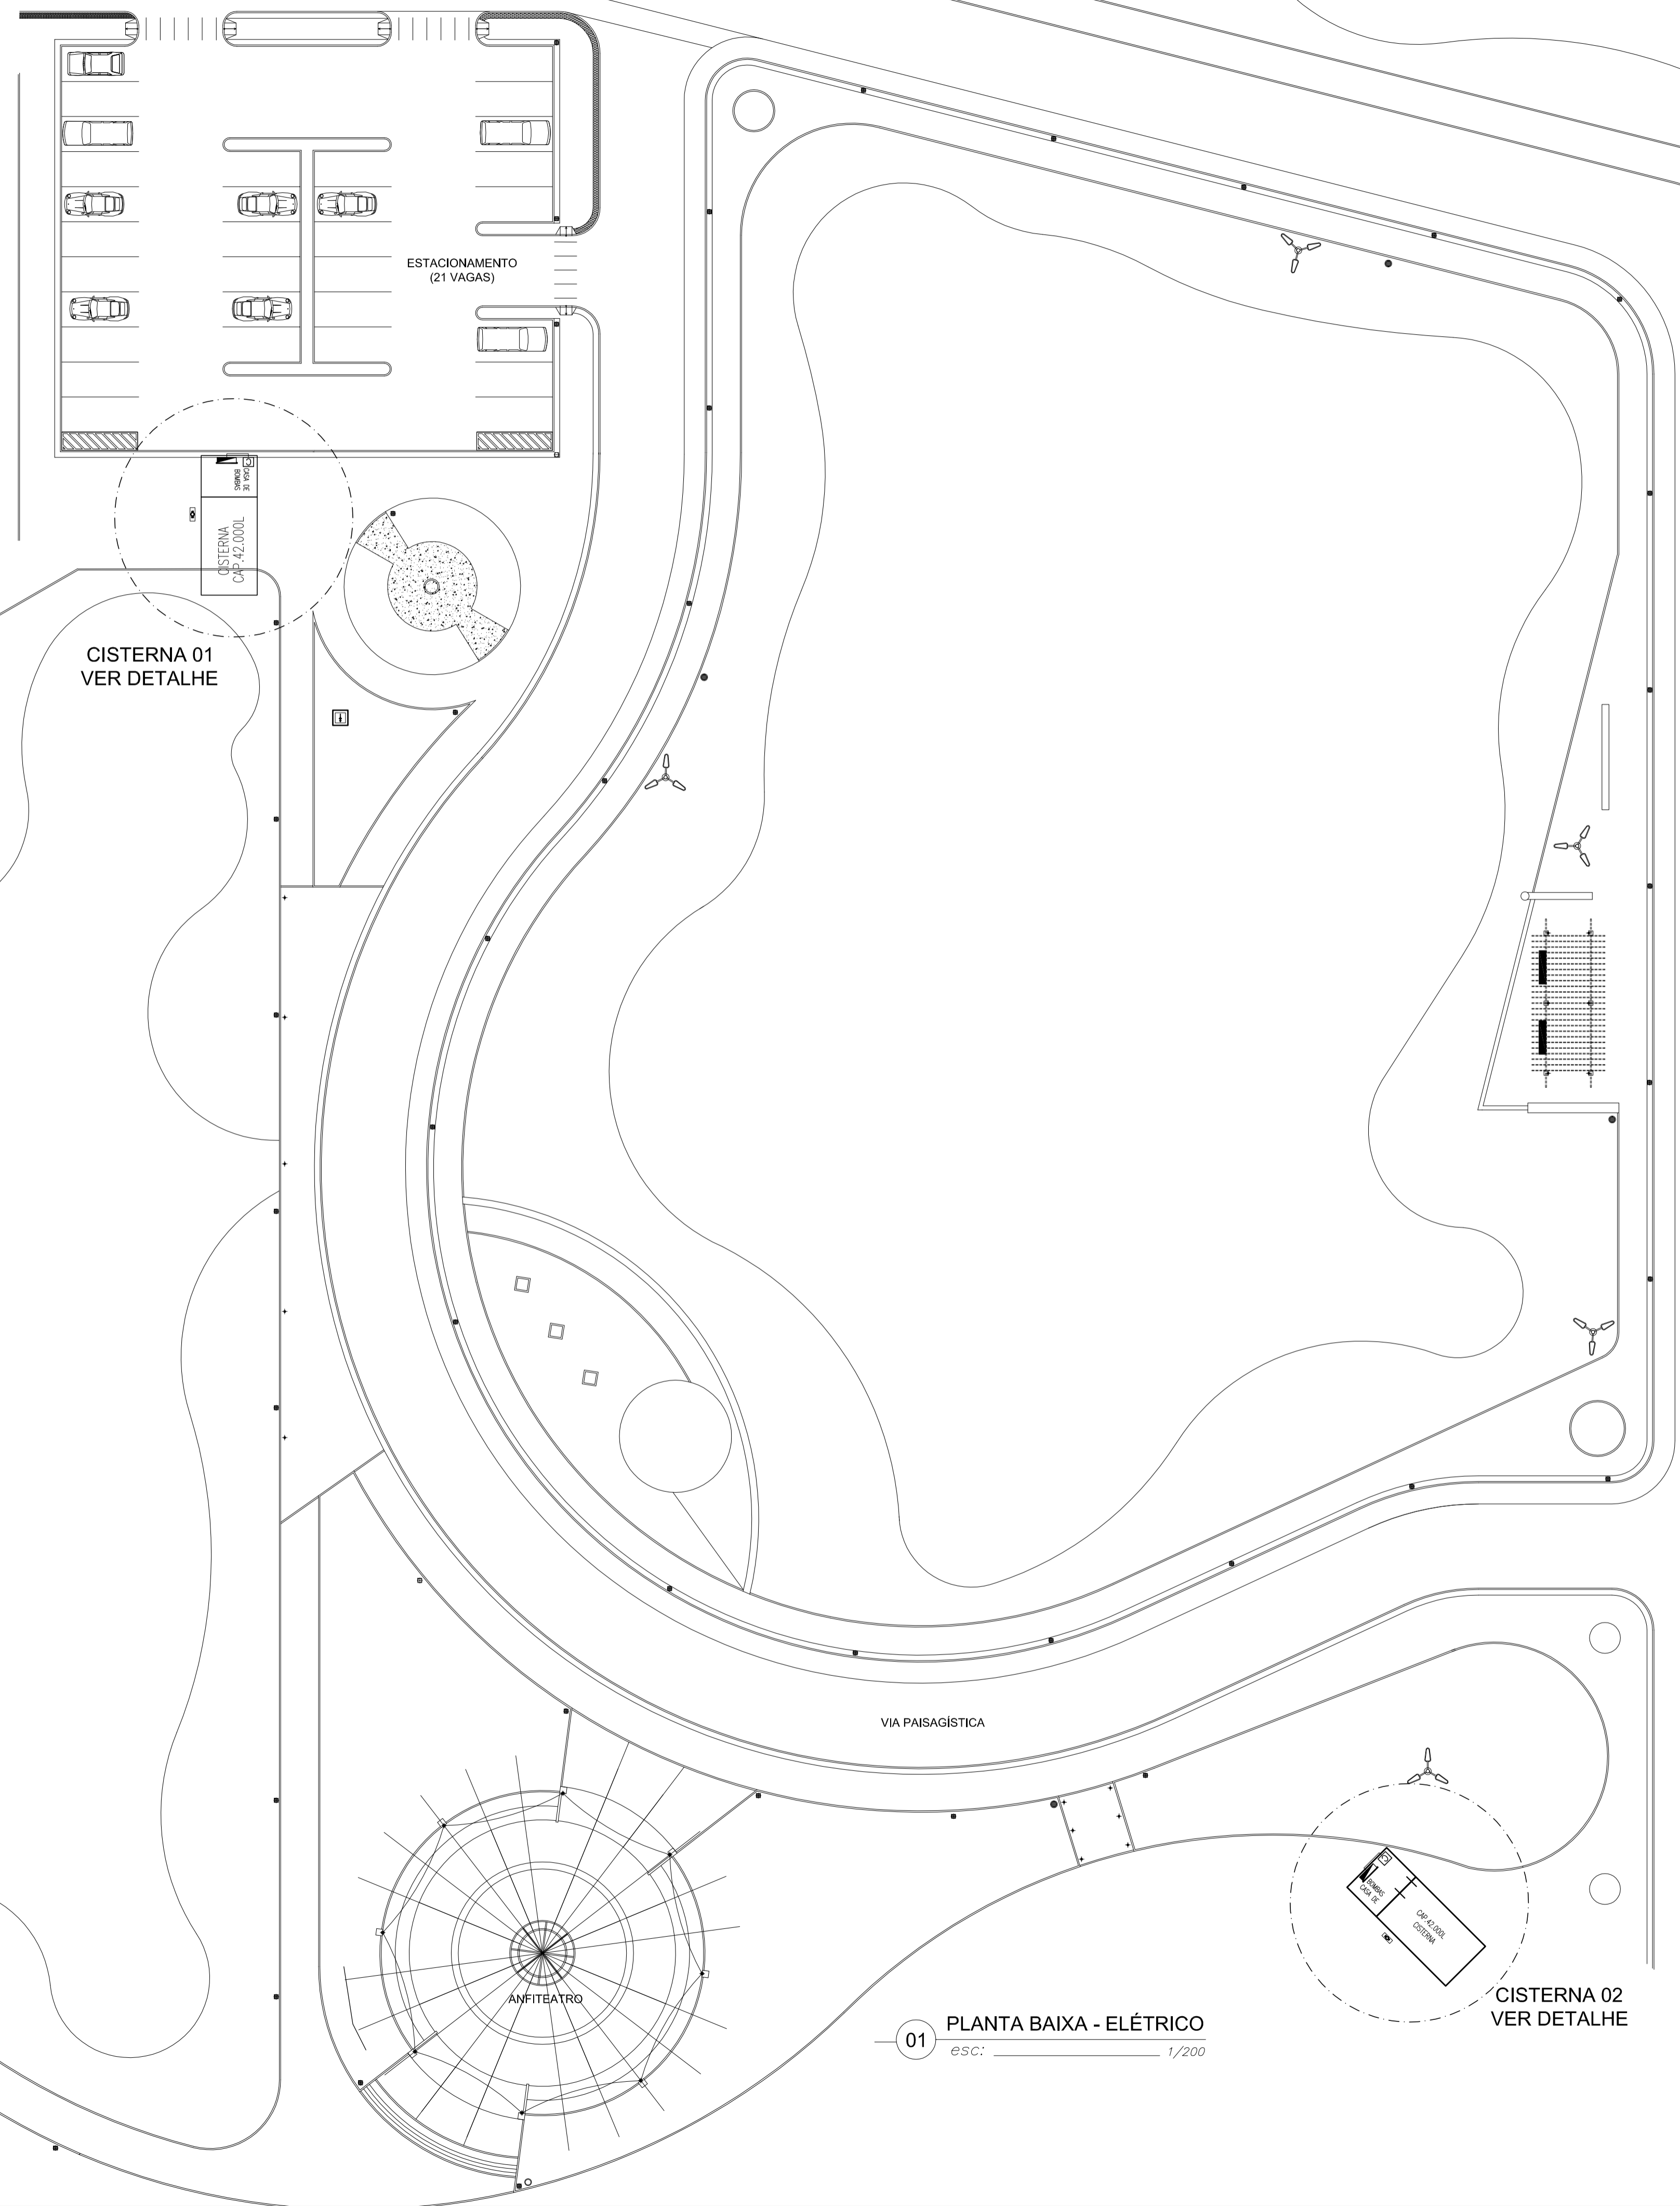 ESTACIONAMENTO
(21 VAGAS)
CASA DE
BOMBAS
CISTERNA
CAP.42.000L
CISTERNA 01
VER DETALHE
VIA PAISAGÍSTICA
BOMBAS
CASA DE
CAP.42.000L
CISTERNA
ANFITEATRO
CISTERNA 02
VER DETALHE
01
PLANTA BAIXA - ELÉTRICO
esc: 1/200